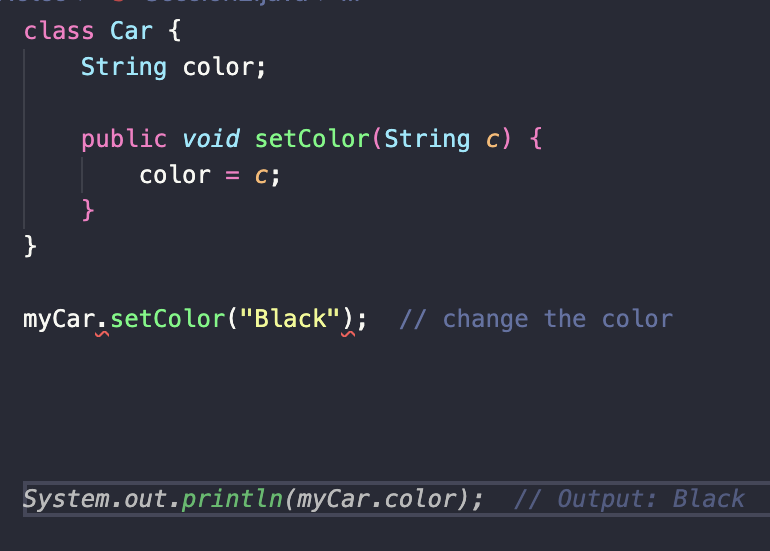 class Car {
    String color;
    public void setColor(String c) {
        color = c;
    }
}
myCar.setColor("Black");  // change the color
System.out.println(myCar.color);  // Output: Black